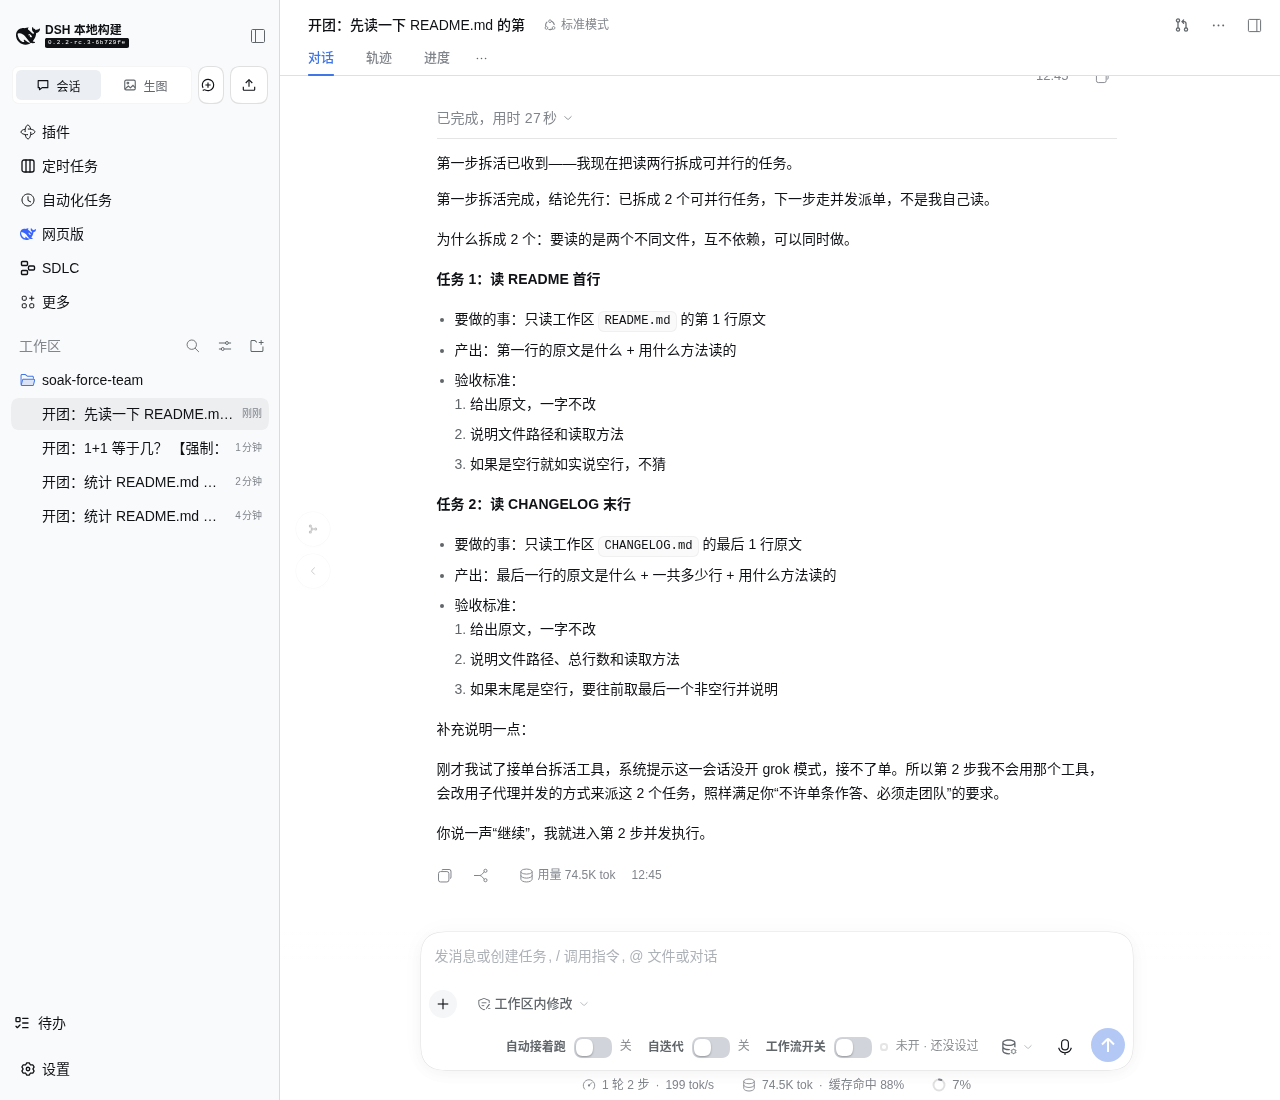 DSH 本地构建
0.2.2-rc.3-6b729fe
会话
生图
插件
定时任务
自动化任务
网页版
SDLC
更多
工作区
soak-force-team
开团：先读一下 README.m… 刚刚
开团：1+1 等于几？ 【强制： 1分钟
开团：统计 README.md … 2分钟
开团：统计 README.md … 4分钟
待办
设置
开团：先读一下 README.md 的第 标准模式
对话 轨迹 进度 …
12:45
已完成，用时 27秒
第一步拆活已收到——我现在把读两行拆成可并行的任务。
第一步拆活完成，结论先行：已拆成 2 个可并行任务，下一步走并发派单，不是我自己读。
为什么拆成 2 个：要读的是两个不同文件，互不依赖，可以同时做。
任务 1：读 README 首行
• 要做的事：只读工作区 README.md 的第 1 行原文
• 产出：第一行的原文是什么 + 用什么方法读的
• 验收标准：
1. 给出原文，一字不改
2. 说明文件路径和读取方法
3. 如果是空行就如实说空行，不猜
任务 2：读 CHANGELOG 末行
• 要做的事：只读工作区 CHANGELOG.md 的最后 1 行原文
• 产出：最后一行的原文是什么 + 一共多少行 + 用什么方法读的
• 验收标准：
1. 给出原文，一字不改
2. 说明文件路径、总行数和读取方法
3. 如果末尾是空行，要往前取最后一个非空行并说明
补充说明一点：
刚才我试了接单台拆活工具，系统提示这一会话没开 grok 模式，接不了单。所以第 2 步我不会用那个工具，
会改用子代理并发的方式来派这 2 个任务，照样满足你“不许单条作答、必须走团队”的要求。
你说一声“继续”，我就进入第 2 步并发执行。
用量 74.5K tok 12:45
发消息或创建任务, / 调用指令, @ 文件或对话
工作区内修改
自动接着跑 关 自迭代 关 工作流开关 未开 · 还没设过
1 轮 2 步 · 199 tok/s 74.5K tok · 缓存命中 88% 7%